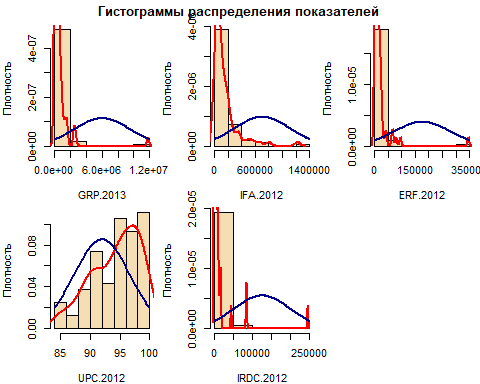 Гистограммы распределения показателей
Плотность
0e+00 2e-07 4e-07
0.0e+00 6.0e+06 1.2e+07
GRP.2013
Плотность
0e+00 2e-06 4e-06
0 600000 1400000
IFA.2012
Плотность
0.0e+00 1.0e-05
0 150000
ERF.2012
Плотность
0.00 0.04 0.08
85 90 95 100
UPC.2012
Плотность
0.0e+00 1.0e-05 2.0e-05
0 100000 250000
IRDC.2012